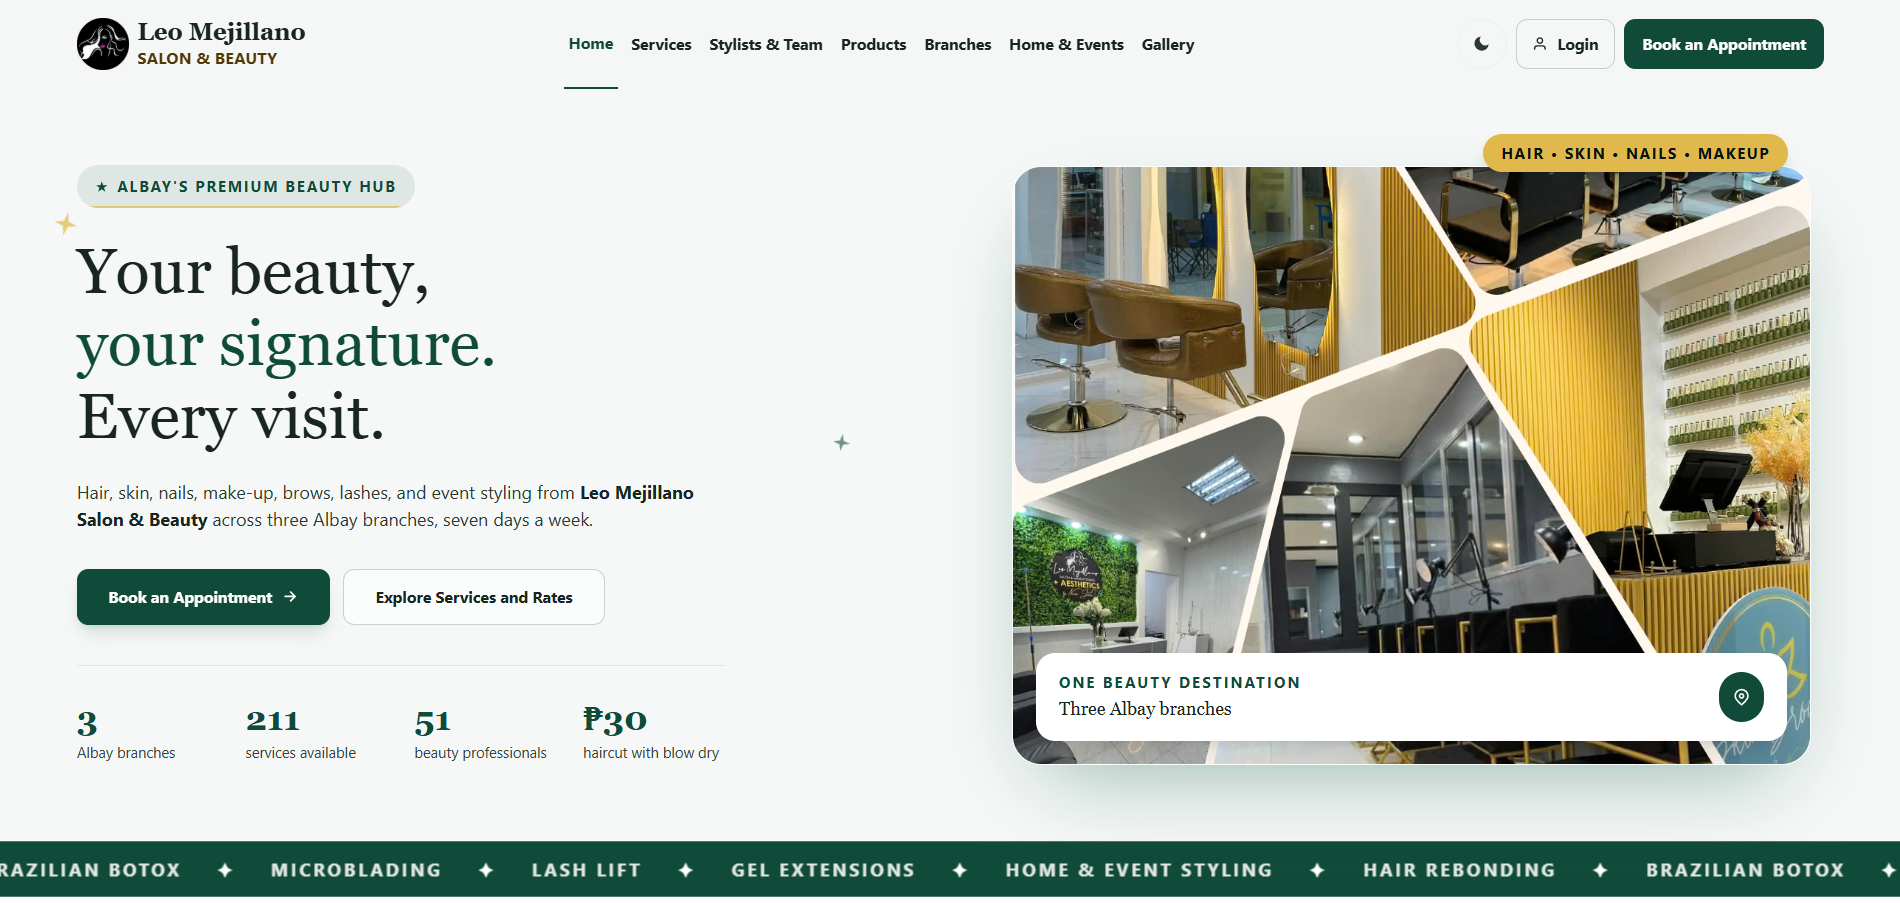 Leo Mejillano
SALON & BEAUTY
Home
Services
Stylists & Team
Products
Branches
Home & Events
Gallery
Login
Book an Appointment
★ ALBAY'S PREMIUM BEAUTY HUB
Your beauty,
your signature.
Every visit.
Hair, skin, nails, make-up, brows, lashes, and event styling from Leo Mejillano
Salon & Beauty across three Albay branches, seven days a week.
Book an Appointment →
Explore Services and Rates
3
Albay branches
211
services available
51
beauty professionals
₱30
haircut with blow dry
HAIR • SKIN • NAILS • MAKEUP
Leo Mejillano
+ AESTHETICS
ONE BEAUTY DESTINATION
Three Albay branches
RAZILIAN BOTOX ✦ MICROBLADING ✦ LASH LIFT ✦ GEL EXTENSIONS ✦ HOME & EVENT STYLING ✦ HAIR REBONDING ✦ BRAZILIAN BOTOX ✦